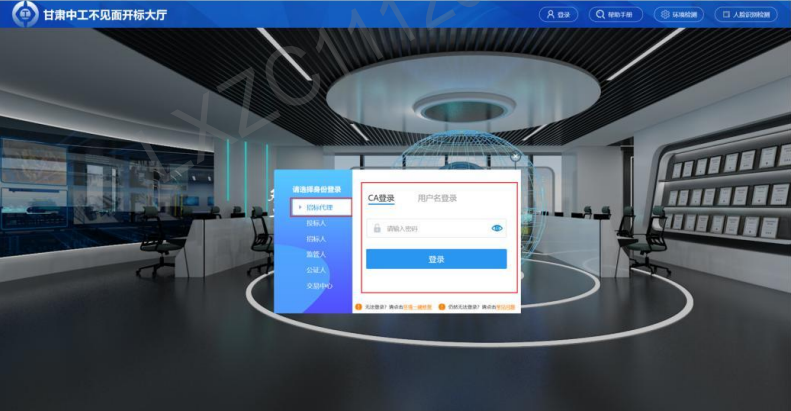 甘肃中工不见面开标大厅
登录
帮助手册
环境检测
人脸识别检测
请选择身份登录
招标代理
投标人
招标人
监管人
公证人
交易中心
CA登录
用户名登录
请输入密码
登录
无法登录？请点击
仍然无法登录？请点击